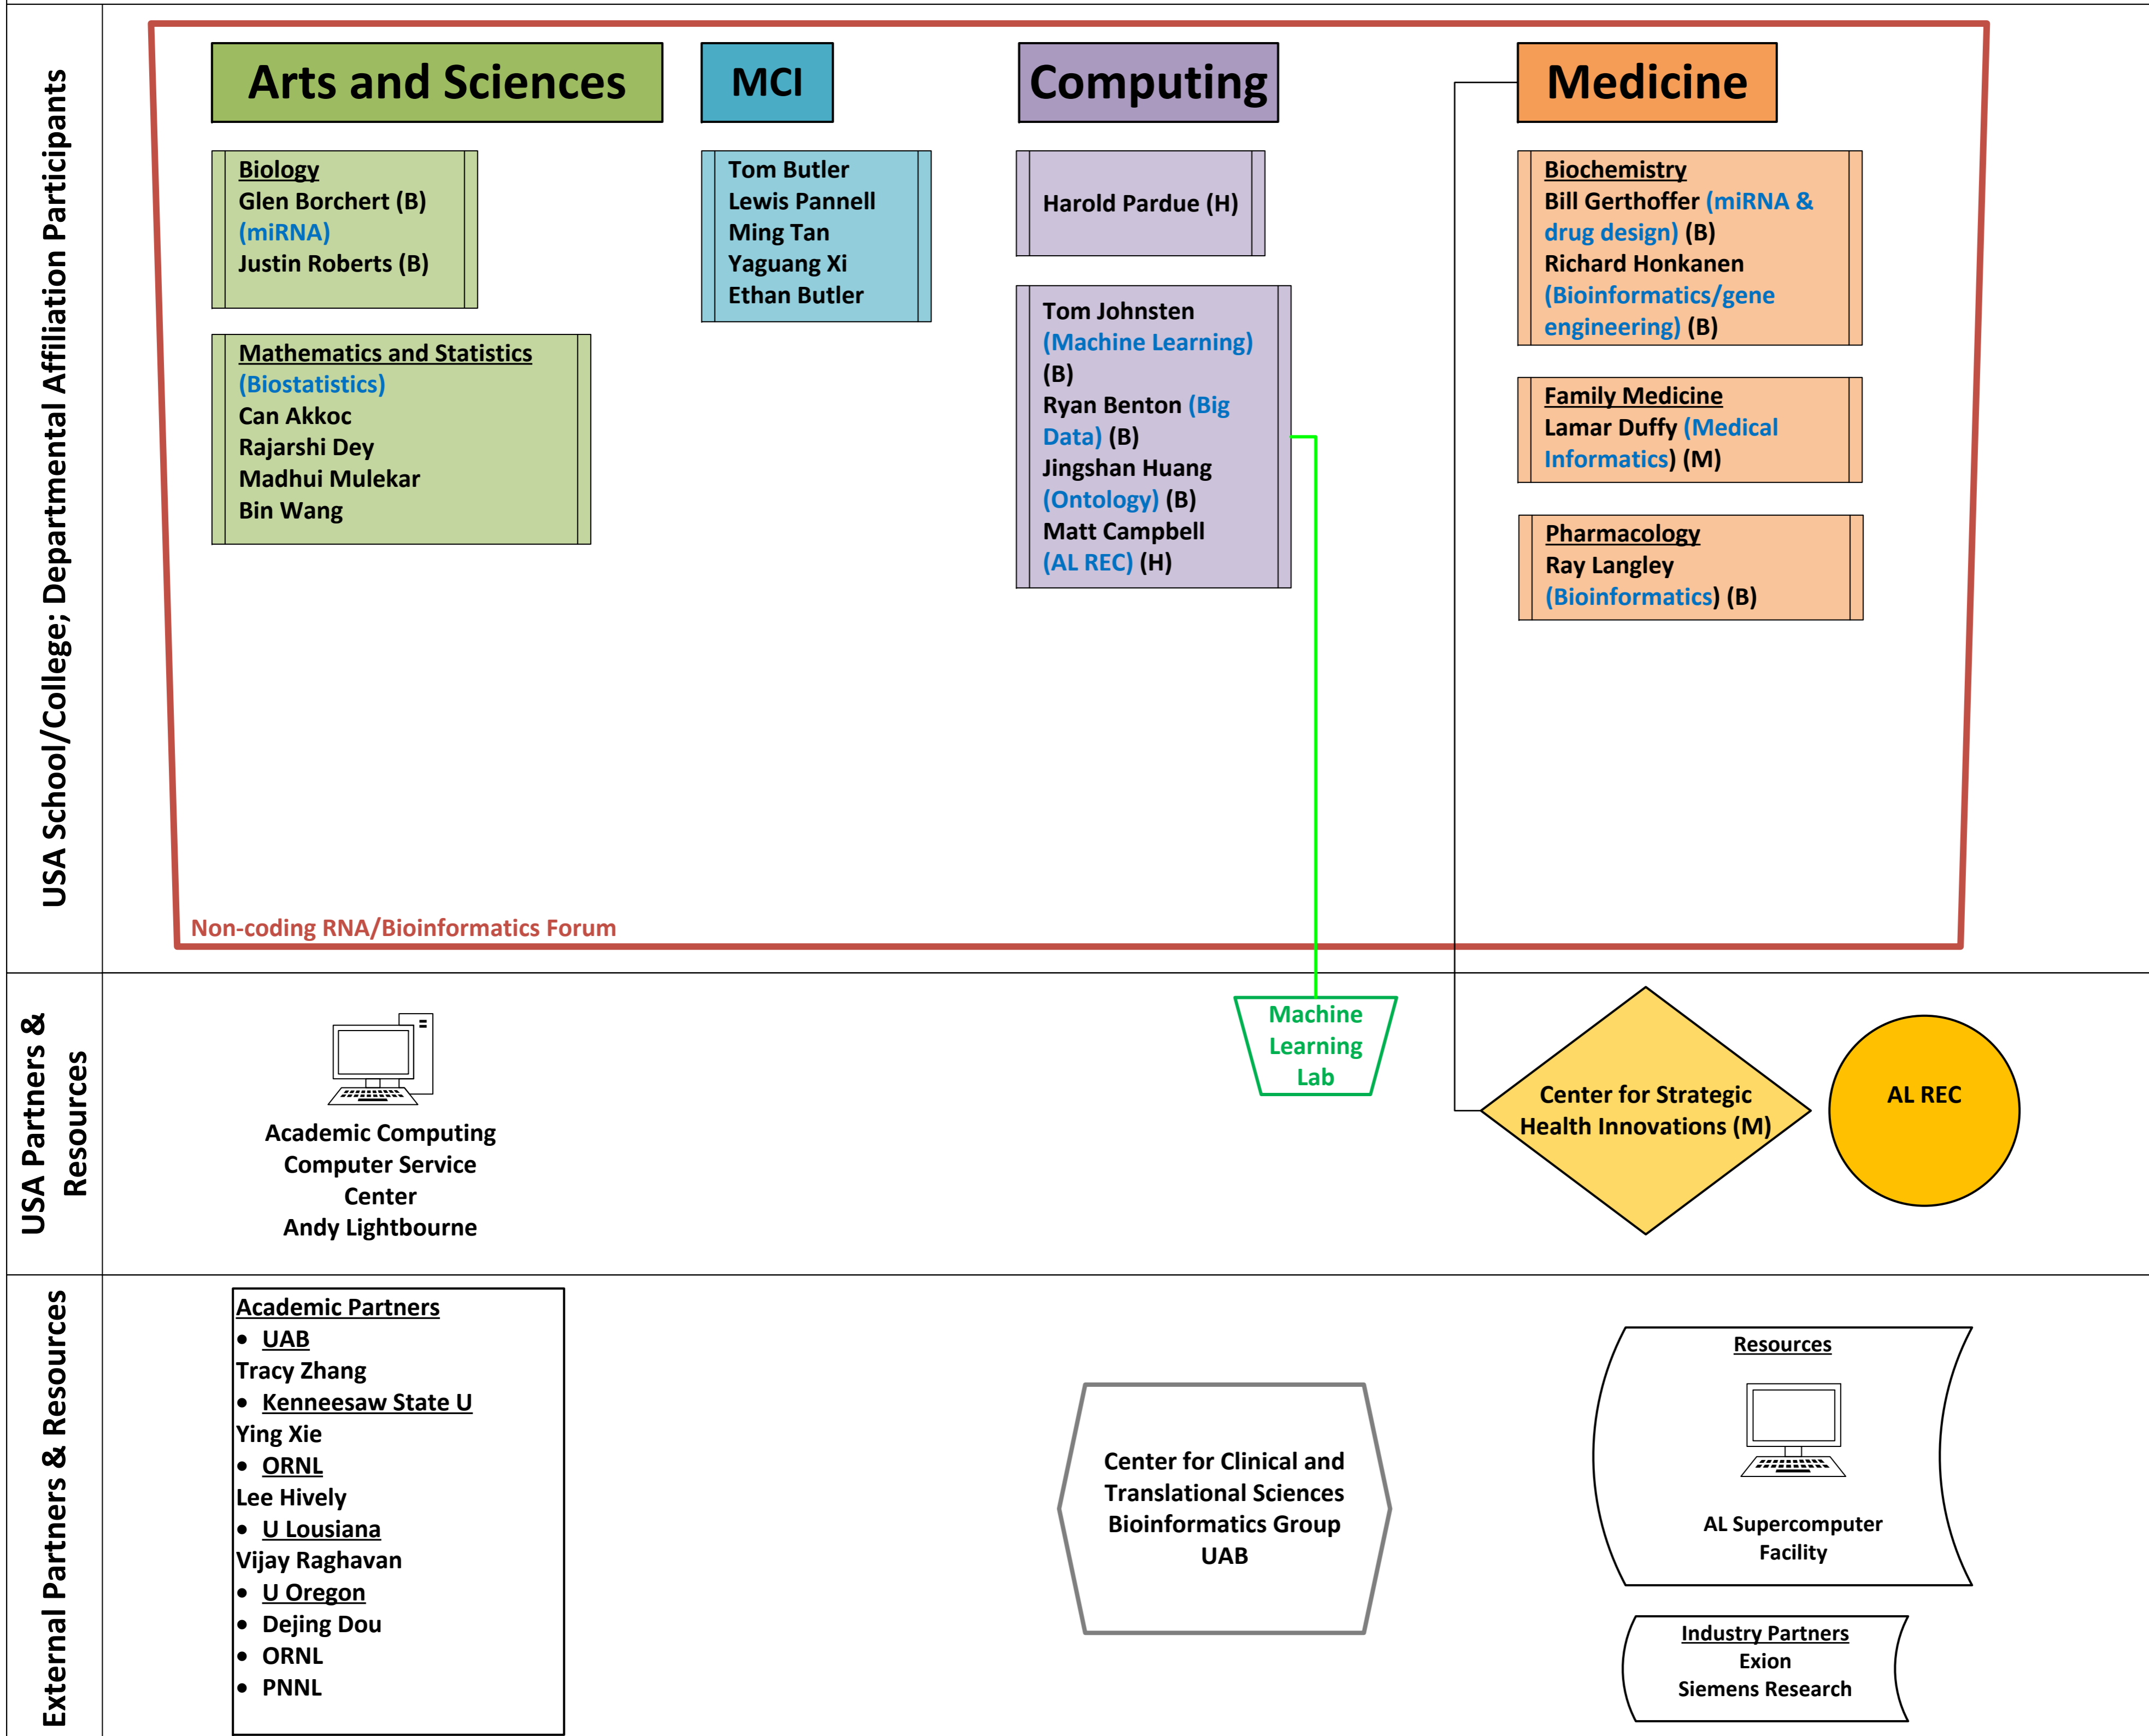 USA School/College; Departmental Affiliation Participants
Arts and Sciences
MCI
Computing
Medicine
Biology
Glen Borchert (B)
(miRNA)
Justin Roberts (B)
Mathematics and Statistics
(Biostatistics)
Can Akkoc
Rajarshi Dey
Madhui Mulekar
Bin Wang
Tom Butler
Lewis Pannell
Ming Tan
Yaguang Xi
Ethan Butler
Harold Pardue (H)
Tom Johnsten
(Machine Learning)
(B)
Ryan Benton (Big
Data) (B)
Jingshan Huang
(Ontology) (B)
Matt Campbell
(AL REC) (H)
Biochemistry
Bill Gerthoffer (miRNA &
drug design) (B)
Richard Honkanen
(Bioinformatics/gene
engineering) (B)
Family Medicine
Lamar Duffy (Medical
Informatics) (M)
Pharmacology
Ray Langley
(Bioinformatics) (B)
Non-coding RNA/Bioinformatics Forum
USA Partners &
Resources
Academic Computing
Computer Service
Center
Andy Lightbourne
Machine
Learning
Lab
Center for Strategic
Health Innovations (M)
AL REC
External Partners & Resources
Academic Partners
• UAB
Tracy Zhang
• Kenneesaw State U
Ying Xie
• ORNL
Lee Hively
• U Lousiana
Vijay Raghavan
• U Oregon
• Dejing Dou
• ORNL
• PNNL
Center for Clinical and
Translational Sciences
Bioinformatics Group
UAB
Resources
AL Supercomputer
Facility
Industry Partners
Exion
Siemens Research